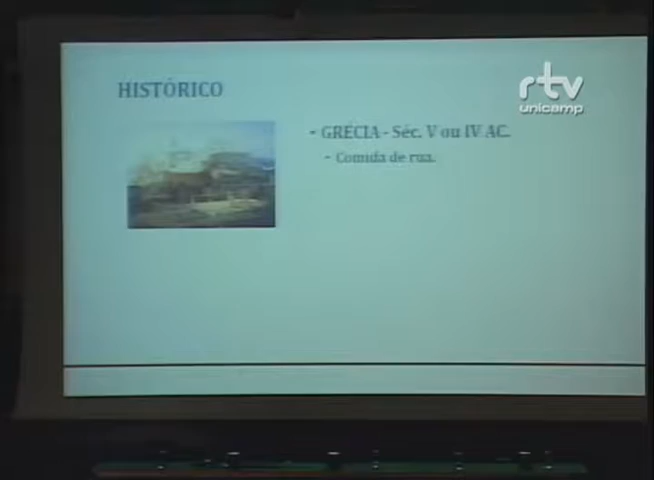 HISTÓRICO
rtv
unicamp
- GRÉCIA - Séc. V ou IV AC.
- Comida de rua.